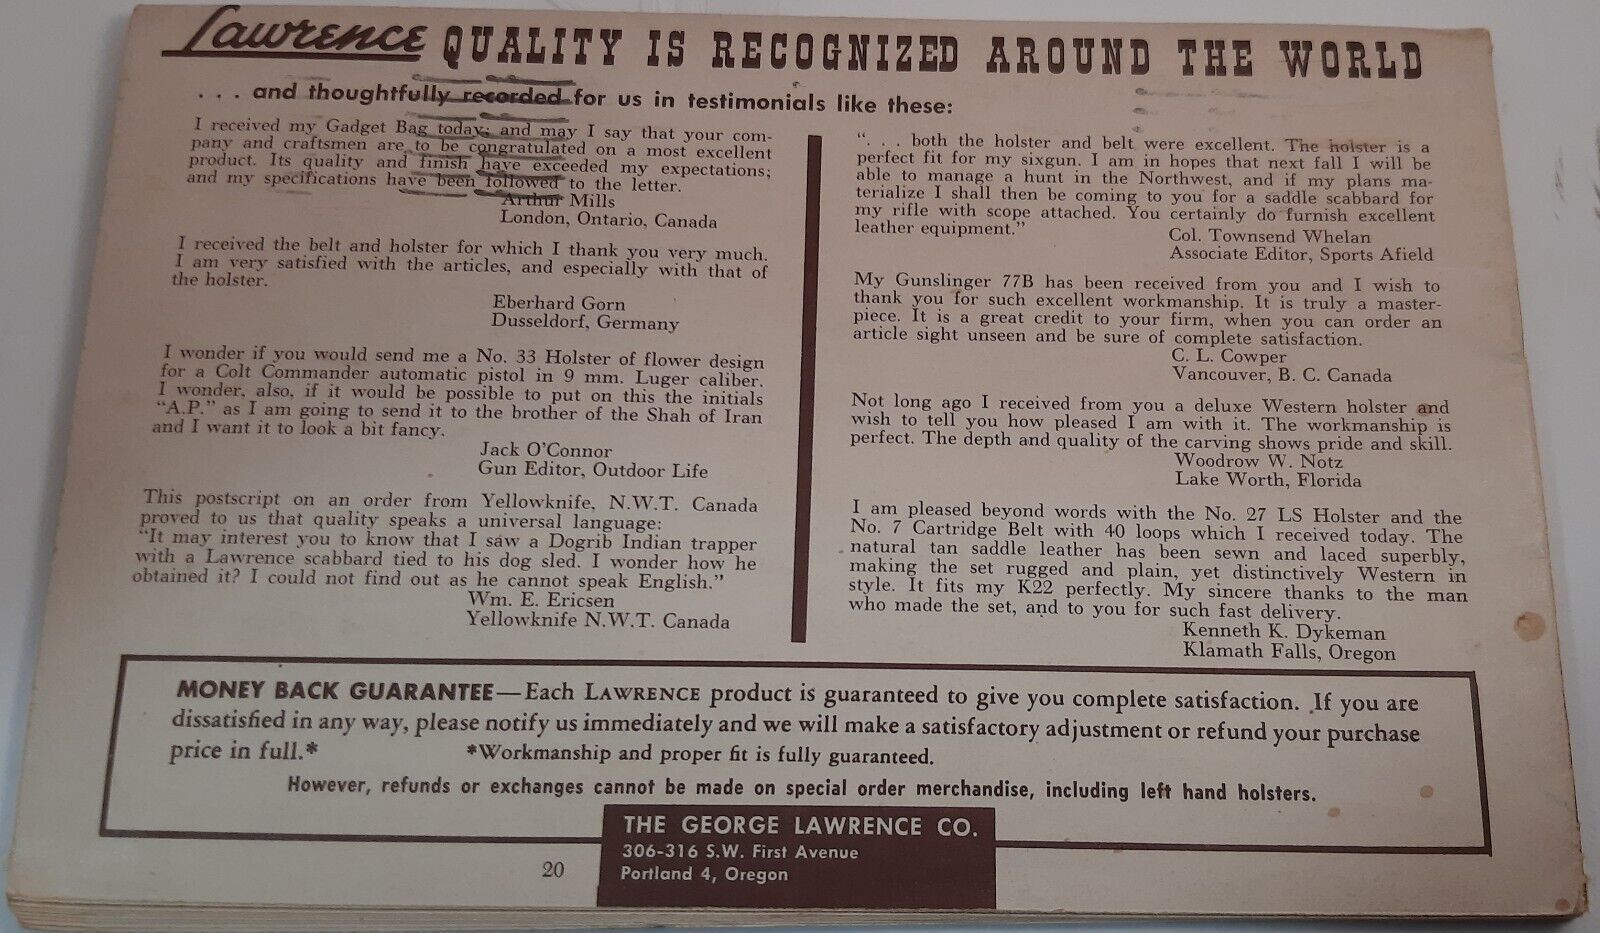 Lawrence QUALITY IS RECOGNIZED AROUND THE WORLD
. . . and thoughtfully recorded for us in testimonials like these:
I received my Gadget Bag today; and may I say that your com-
pany and craftsmen are to be congratulated on a most excellent
product. Its quality and finish have exceeded my expectations;
and my specifications have been followed to the letter.
Arthur Mills
London, Ontario, Canada
I received the belt and holster for which I thank you very much.
I am very satisfied with the articles, and especially with that of
the holster.
Eberhard Gorn
Dusseldorf, Germany
I wonder if you would send me a No. 33 Holster of flower design
for a Colt Commander automatic pistol in 9 mm. Luger caliber.
I wonder, also, if it would be possible to put on this the initials
"A.P." as I am going to send it to the brother of the Shah of Iran
and I want it to look a bit fancy.
Jack O'Connor
Gun Editor, Outdoor Life
This postscript on an order from Yellowknife, N.W.T. Canada
proved to us that quality speaks a universal language:
"It may interest you to know that I saw a Dogrib Indian trapper
with a Lawrence scabbard tied to his dog sled. I wonder how he
obtained it? I could not find out as he cannot speak English."
Wm. E. Ericsen
Yellowknife N.W.T. Canada
". . . both the holster and belt were excellent. The holster is a
perfect fit for my sixgun. I am in hopes that next fall I will be
able to manage a hunt in the Northwest, and if my plans ma-
terialize I shall then be coming to you for a saddle scabbard for
my rifle with scope attached. You certainly do furnish excellent
leather equipment."
Col. Townsend Whelan
Associate Editor, Sports Afield
My Gunslinger 77B has been received from you and I wish to
thank you for such excellent workmanship. It is truly a master-
piece. It is a great credit to your firm, when you can order an
article sight unseen and be sure of complete satisfaction.
C. L. Cowper
Vancouver, B. C. Canada
Not long ago I received from you a deluxe Western holster and
wish to tell you how pleased I am with it. The workmanship is
perfect. The depth and quality of the carving shows pride and skill.
Woodrow W. Notz
Lake Worth, Florida
I am pleased beyond words with the No. 27 LS Holster and the
No. 7 Cartridge Belt with 40 loops which I received today. The
natural tan saddle leather has been sewn and laced superbly,
making the set rugged and plain, yet distinctively Western in
style. It fits my K22 perfectly. My sincere thanks to the man
who made the set, and to you for such fast delivery.
Kenneth K. Dykeman
Klamath Falls, Oregon
MONEY BACK GUARANTEE—Each LAWRENCE product is guaranteed to give you complete satisfaction. If you are
dissatisfied in any way, please notify us immediately and we will make a satisfactory adjustment or refund your purchase
price in full.* *Workmanship and proper fit is fully guaranteed.
However, refunds or exchanges cannot be made on special order merchandise, including left hand holsters.
THE GEORGE LAWRENCE CO.
306-316 S.W. First Avenue
Portland 4, Oregon
20